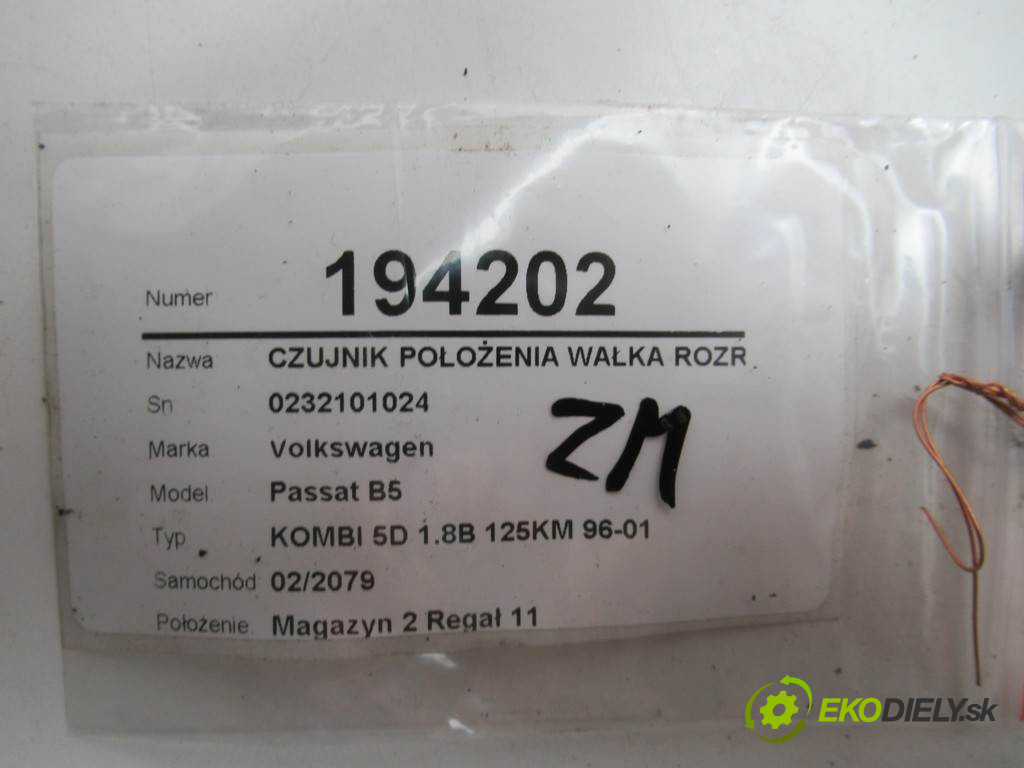 Numer 194202
Nazwa CZUJNIK POŁOŻENIA WAŁKA ROZR
Sn 0232101024
ZM
Marka Volkswagen
Model Passat B5
Typ KOMBI 5D 1.8B 125KM 96-01
Samochód 02/2079
Położenie Magazyn 2 Regał 11
EKODIELY.sk